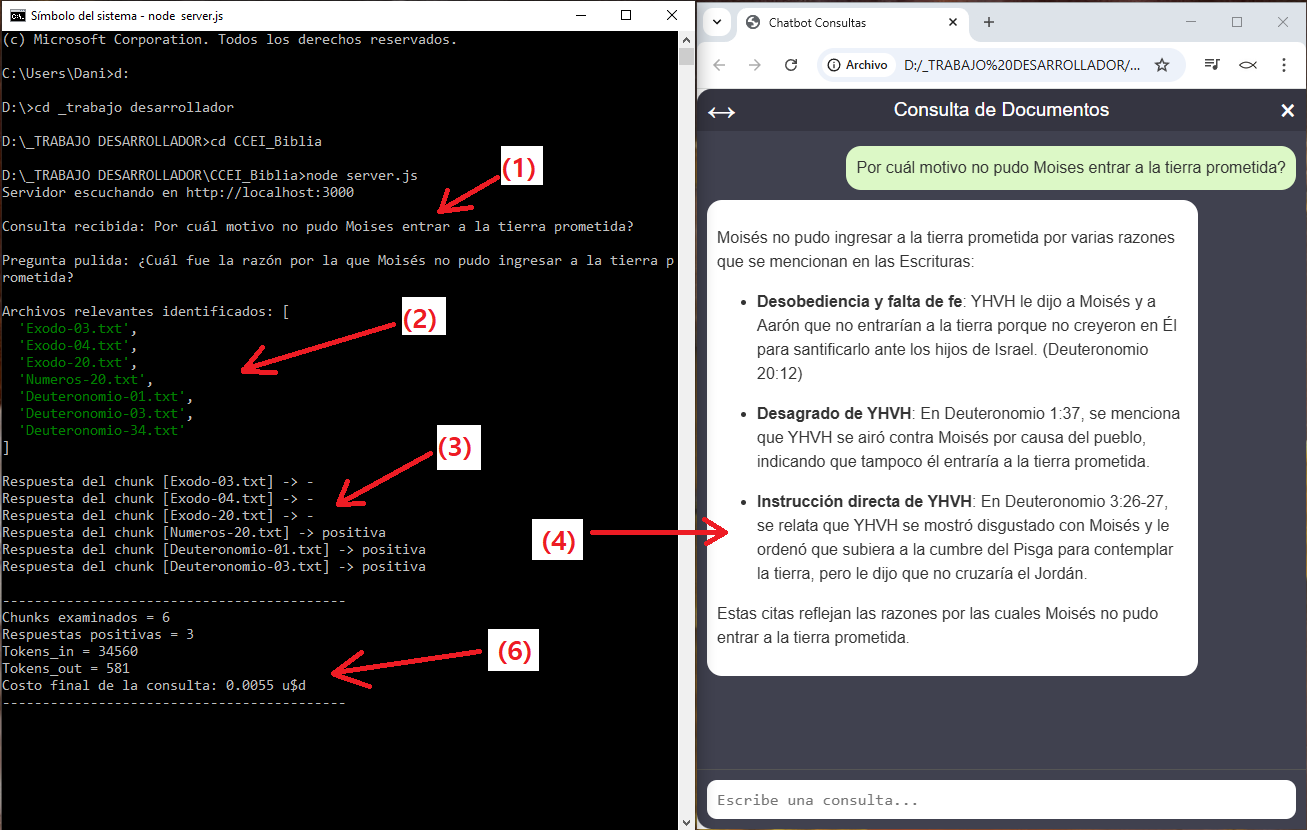 Símbolo del sistema - node server.js
(c) Microsoft Corporation. Todos los derechos reservados.
C:\Users\Dani>d:
D:\>cd _trabajo desarrollador
D:\_TRABAJO DESARROLLADOR>cd CCEI_Biblia
D:\_TRABAJO DESARROLLADOR\CCEI_Biblia>node server.js
Servidor escuchando en http://localhost:3000
(1)
Consulta recibida: Por cuál motivo no pudo Moises entrar a la tierra prometida?
Pregunta pulida: ¿Cuál fue la razón por la que Moisés no pudo ingresar a la tierra p
rometida?
Archivos relevantes identificados: [
'Exodo-03.txt',
'Exodo-04.txt',
'Exodo-20.txt',
'Numeros-20.txt',
'Deuteronomio-01.txt',
'Deuteronomio-03.txt',
'Deuteronomio-34.txt'
]
(2)
(3)
Respuesta del chunk [Exodo-03.txt] -> -
Respuesta del chunk [Exodo-04.txt] -> -
Respuesta del chunk [Exodo-20.txt] -> -
Respuesta del chunk [Numeros-20.txt] -> positiva
Respuesta del chunk [Deuteronomio-01.txt] -> positiva
Respuesta del chunk [Deuteronomio-03.txt] -> positiva
(4)
-----------------------------------------
Chunks examinados = 6
Respuestas positivas = 3
Tokens_in = 34560
Tokens_out = 581
Costo final de la consulta: 0.0055 u$d
-----------------------------------------
(6)
Chatbot Consultas
Archivo
D:/_TRABAJO%20DESARROLLADOR/...
Consulta de Documentos
Por cuál motivo no pudo Moises entrar a la tierra prometida?
Moisés no pudo ingresar a la tierra prometida por varias razones
que se mencionan en las Escrituras:
• Desobediencia y falta de fe: YHVH le dijo a Moisés y a
Aarón que no entrarían a la tierra porque no creyeron en Él
para santificarlo ante los hijos de Israel. (Deuteronomio
20:12)
• Desagrado de YHVH: En Deuteronomio 1:37, se menciona
que YHVH se airó contra Moisés por causa del pueblo,
indicando que tampoco él entraría a la tierra prometida.
• Instrucción directa de YHVH: En Deuteronomio 3:26-27,
se relata que YHVH se mostró disgustado con Moisés y le
ordenó que subiera a la cumbre del Pisga para contemplar
la tierra, pero le dijo que no cruzaría el Jordán.
Estas citas reflejan las razones por las cuales Moisés no pudo
entrar a la tierra prometida.
Escribe una consulta...